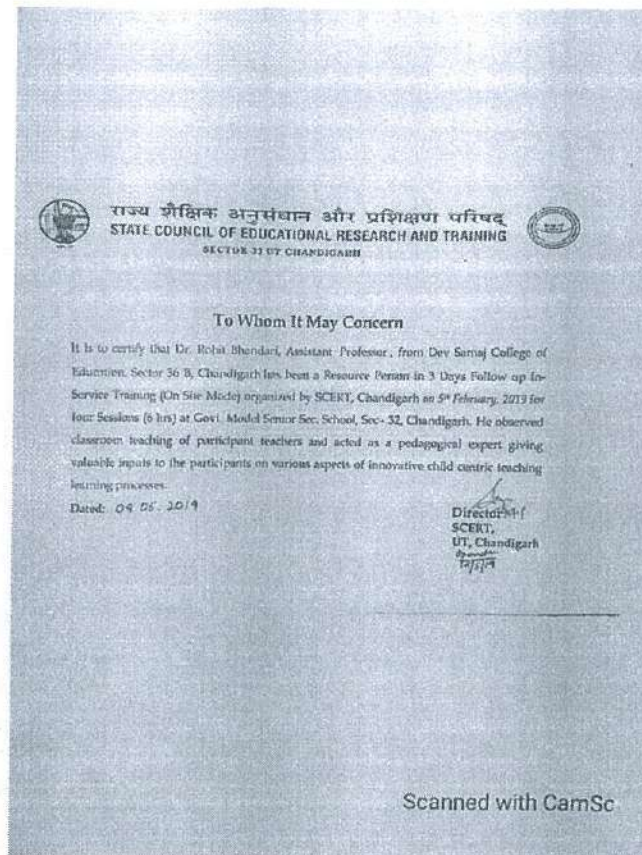 राज्य शैक्षिक अनुसंधान और प्रशिक्षण परिषद्
STATE COUNCIL OF EDUCATIONAL RESEARCH AND TRAINING
SECTOR 32 UT CHANDIGARH
To Whom It May Concern
It is to certify that Dr. Rohit Bhandari, Assistant Professor, from Dev Samaj College of
Education, Sector 36 B, Chandigarh has been a Resource Person in 3 Days Follow up In-
Service Training (On Site Mode) organized by SCERT, Chandigarh on 5th February, 2019 for
four Sessions (6 hrs) at Govt. Model Senior Sec. School, Sec- 32, Chandigarh. He observed
classroom teaching of participant teachers and acted as a pedagogical expert giving
valuable inputs to the participants on various aspects of innovative child centric teaching
learning processes.
Dated: 09 05. 2019
Director
SCERT,
UT, Chandigarh
Scanned with CamSc